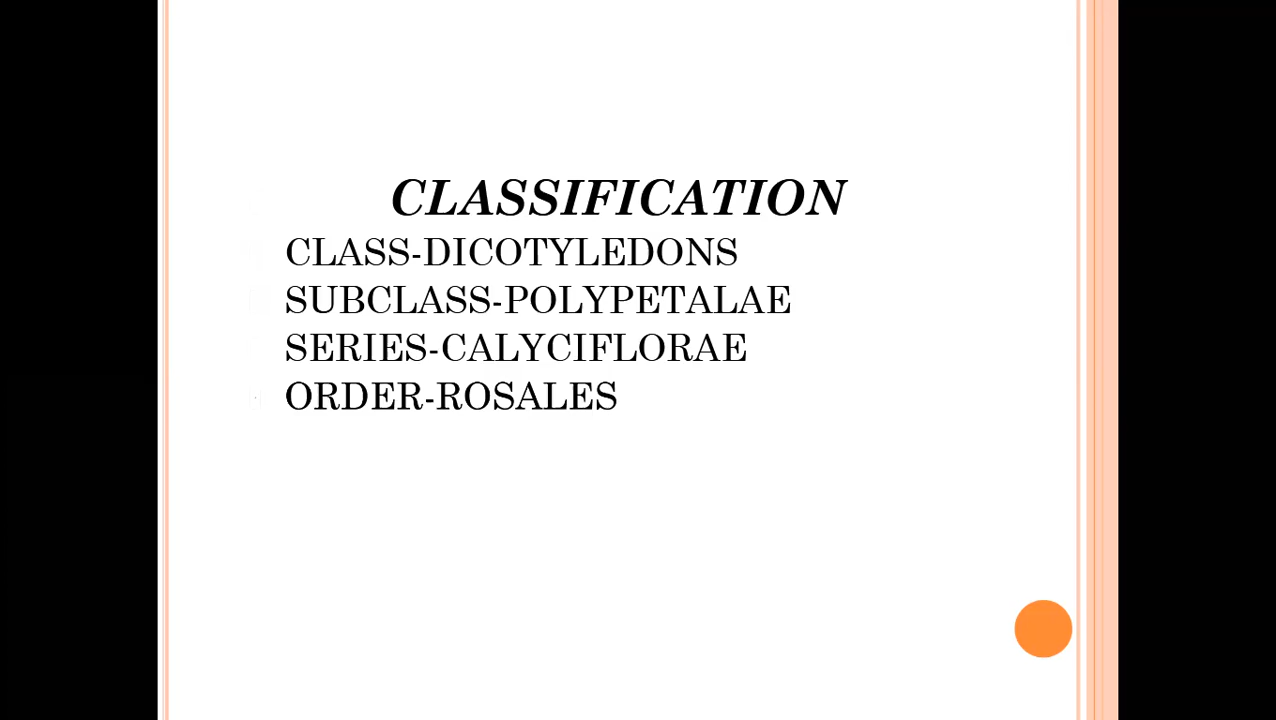 CLASSIFICATION
CLASS-DICOTYLEDONS
SUBCLASS-POLYPETALAE
SERIES-CALYCIFLORAE
ORDER-ROSALES